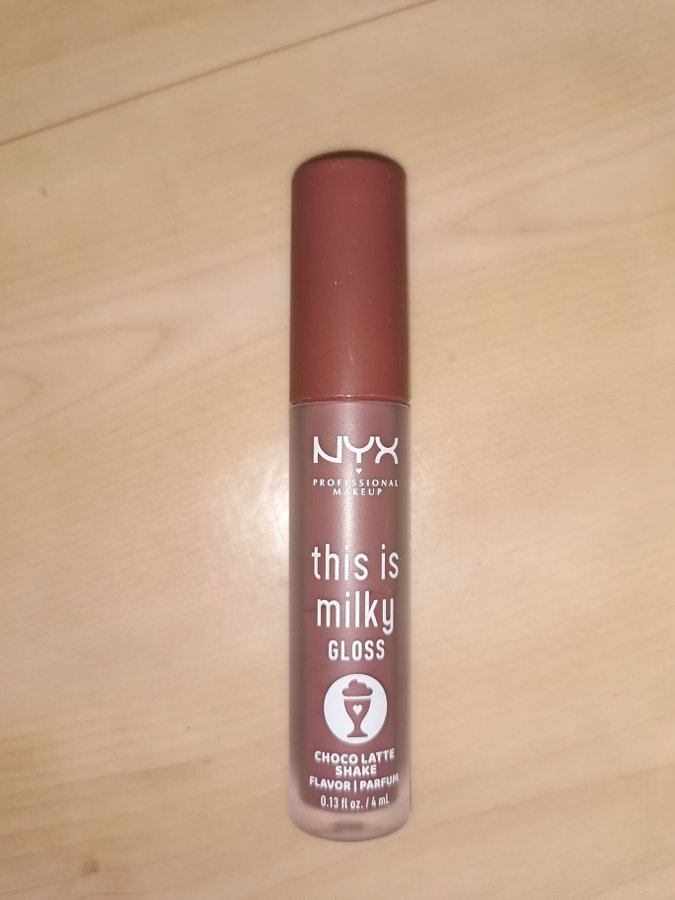 NYX
PROFESSIONAL
MAKEUP
this is
milky
GLOSS
CHOCO LATTE
SHAKE
FLAVOR | PARFUM
0.13 fl oz. / 4 mL